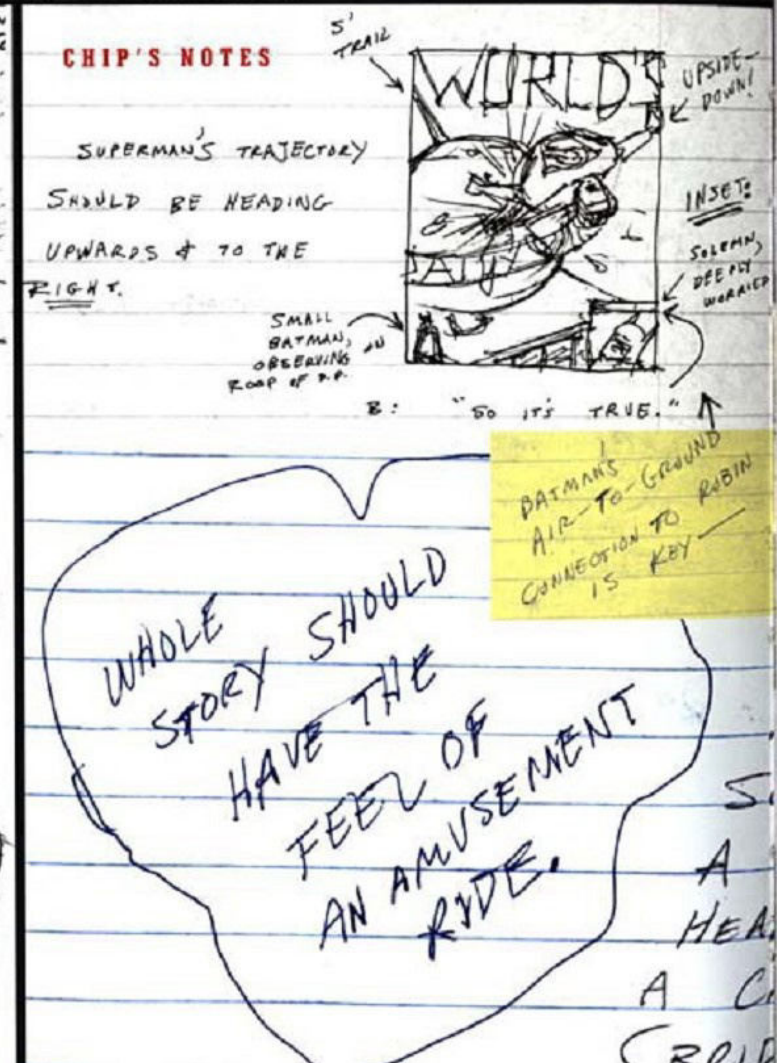 CHIP'S NOTES
SUPERMAN'S TRAJECTORY
SHOULD BE HEADING
UPWARDS & TO THE
RIGHT.
S'
TRAIL
WORLD'S
UPSIDE-
DOWN!
INSET:
SOLEMN,
DEEPLY
WORRIED
SMALL
BATMAN,
OBSERVING ON
ROOF OF D.P.
B: "SO IT'S TRUE."
BATMAN'S
AIR-TO-GROUND
CONNECTION TO ROBIN
IS KEY—
WHOLE
STORY SHOULD
HAVE THE
FEEL OF
AN AMUSEMENT
RIDE.
A
HEA
A C